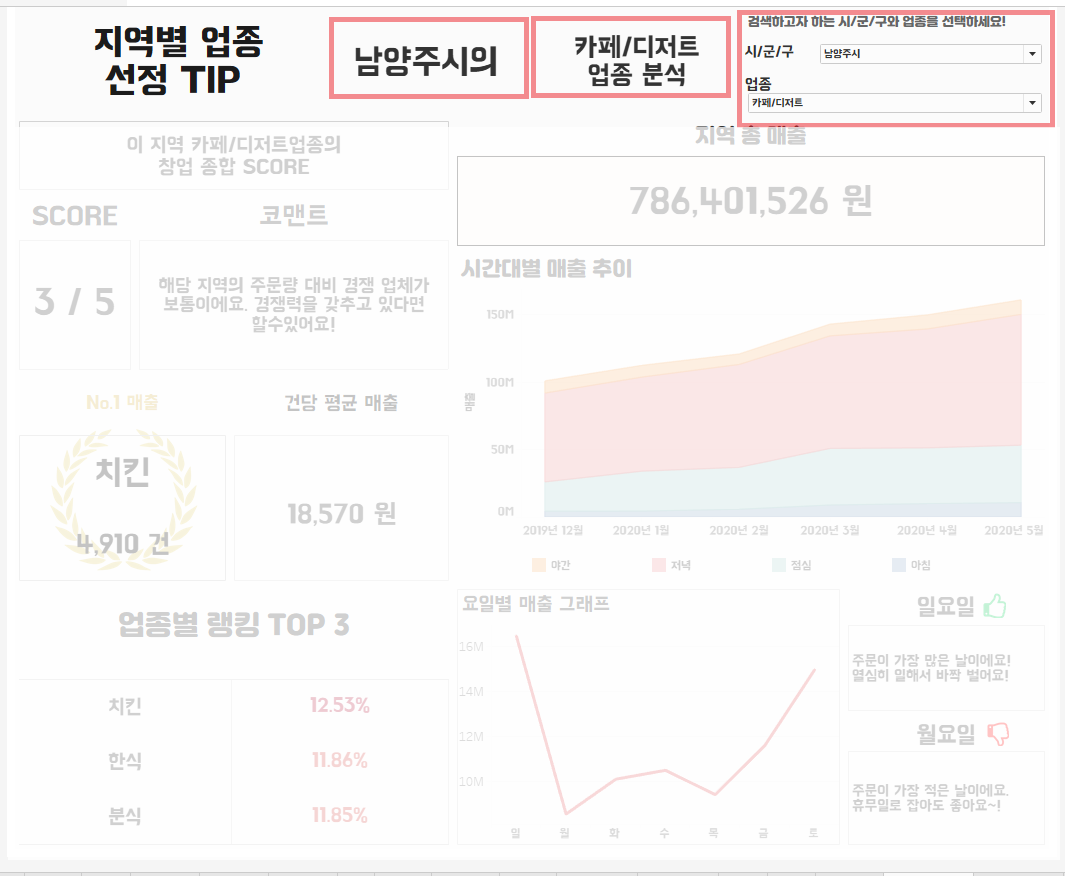 지역별 업종
선정 TIP
남양주시의
카페/디저트
업종 분석
검색하고자 하는 시/군/구와 업종을 선택하세요!
시/군/구
남양주시
업종
카페/디저트
이 지역 카페/디저트업종의
창업 종합 SCORE
SCORE
코맨트
3 / 5
해당 지역의 주문량 대비 경쟁 업체가
보통이에요. 경쟁력을 갖추고 있다면
할수있어요!
No.1 매출
건당 평균 매출
치킨
4,910 건
18,570 원
업종별 랭킹 TOP 3
치킨 12.53%
한식 11.86%
분식 11.85%
지역 총 매출
786,401,526 원
시간대별 매출 추이
150M
100M
50M
0M
2019년 12월 2020년 1월 2020년 2월 2020년 3월 2020년 4월 2020년 5월
야간 저녁 점심 아침
요일별 매출 그래프
16M
14M
12M
10M
일 월 화 수 목 금 토
일요일
주문이 가장 많은 날이에요!
열심히 일해서 바짝 벌어요!
월요일
주문이 가장 적은 날이에요.
휴무일로 잡아도 좋아요~!